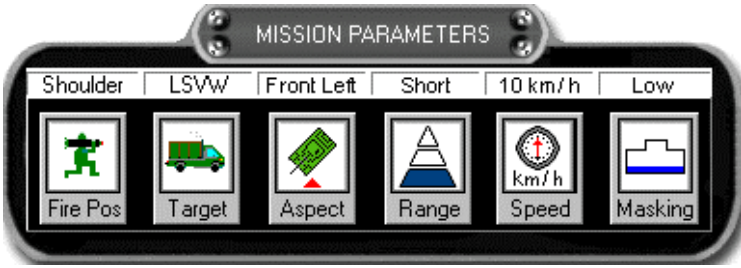 MISSION PARAMETERS
Shoulder LSVW Front Left Short 10 km/h Low
km/h
Fire Pos Target Aspect Range Speed Masking